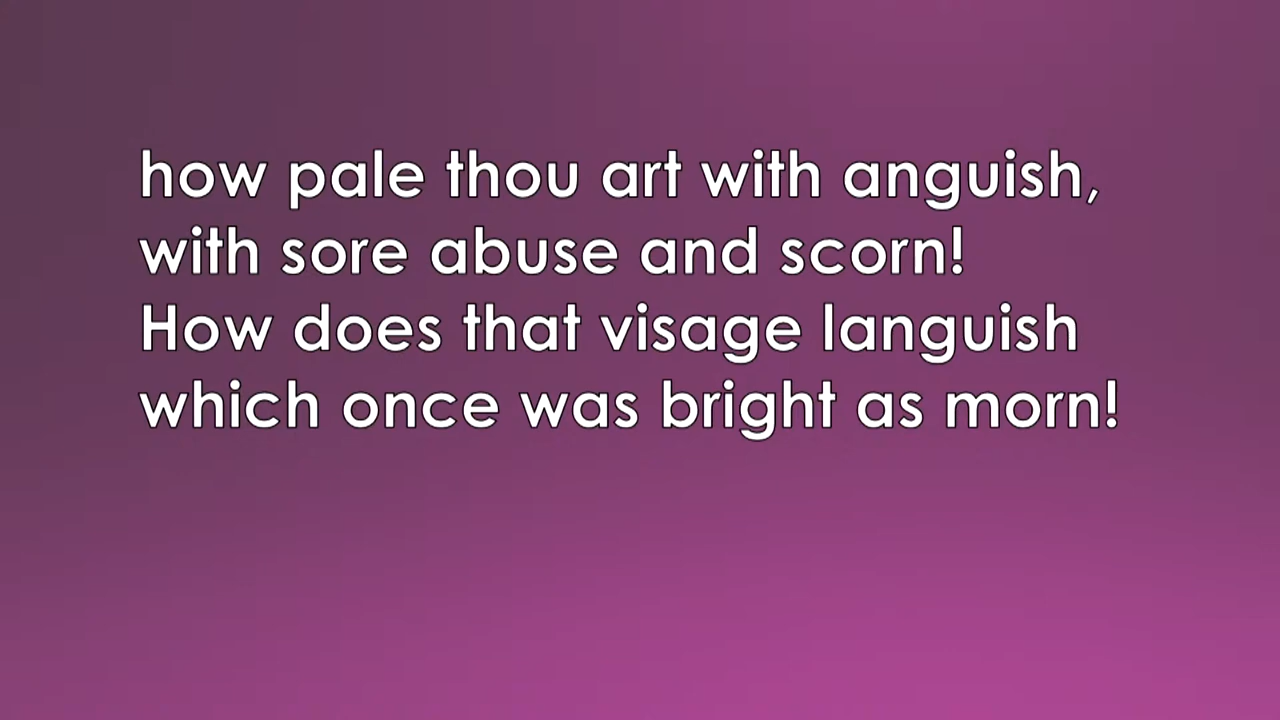 how pale thou art with anguish,
with sore abuse and scorn!
How does that visage languish
which once was bright as morn!